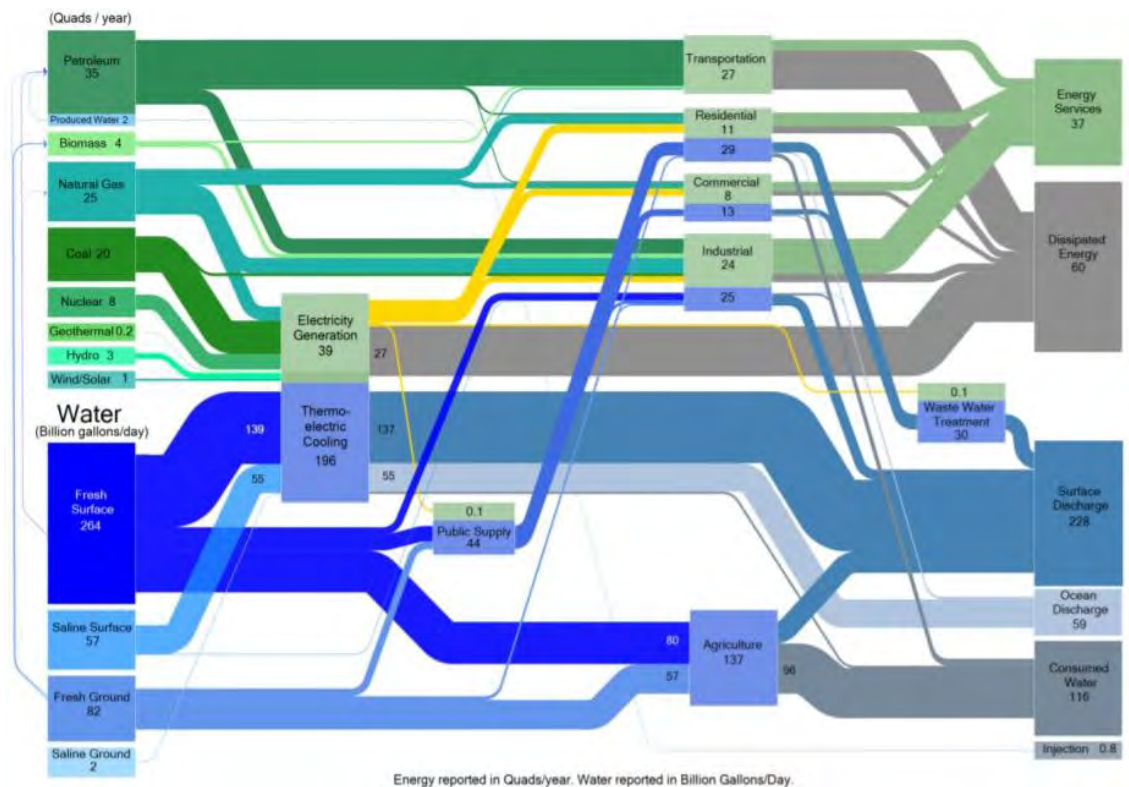 (Quads / year)
Petroleum
35
Produced Water 2
Biomass 4
Natural Gas
25
Coal 20
Nuclear 8
Geothermal 0.2
Hydro 3
Wind/Solar 1
Water
(Billion gallons/day)
Fresh
Surface
264
Saline Surface
57
Fresh Ground
82
Saline Ground
2
139
55
Electricity
Generation
39
27
Thermo-
electric
Cooling
196
137
55
0.1
Public Supply
44
Transportation
27
Residential
11
29
Commercial
8
13
Industrial
24
25
80
57
Agriculture
137
96
0.1
Waste Water
Treatment
30
Energy
Services
37
Dissipated
Energy
60
Surface
Discharge
228
Ocean
Discharge
59
Consumed
Water
116
Injection 0.8
Energy reported in Quads/year. Water reported in Billion Gallons/Day.